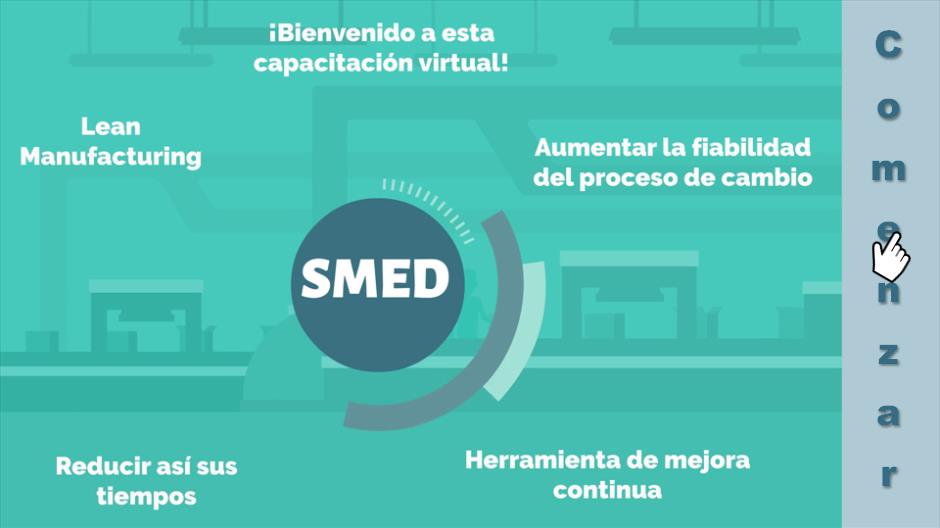 ¡Bienvenido a esta
capacitación virtual!
Lean
Manufacturing
Aumentar la fiabilidad
del proceso de cambio
SMED
Reducir así sus
tiempos
Herramienta de mejora
continua
Comenzar